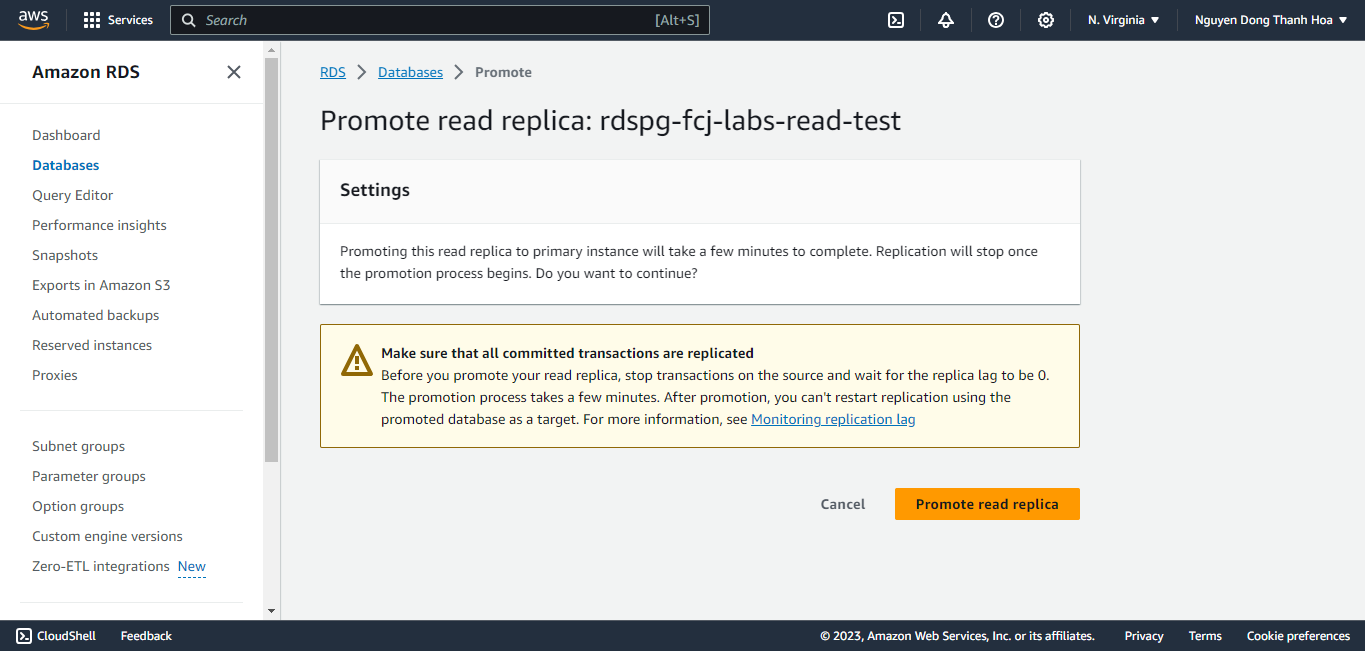 aws
Services
Search
[Alt+S]
N. Virginia
Nguyen Dong Thanh Hoa
Amazon RDS
Dashboard
Databases
Query Editor
Performance insights
Snapshots
Exports in Amazon S3
Automated backups
Reserved instances
Proxies
Subnet groups
Parameter groups
Option groups
Custom engine versions
Zero-ETL integrations New
RDS > Databases > Promote
Promote read replica: rdspg-fcj-labs-read-test
Settings
Promoting this read replica to primary instance will take a few minutes to complete. Replication will stop once
the promotion process begins. Do you want to continue?
Make sure that all committed transactions are replicated
Before you promote your read replica, stop transactions on the source and wait for the replica lag to be 0.
The promotion process takes a few minutes. After promotion, you can't restart replication using the
promoted database as a target. For more information, see Monitoring replication lag
Cancel
Promote read replica
CloudShell
Feedback
© 2023, Amazon Web Services, Inc. or its affiliates.
Privacy
Terms
Cookie preferences